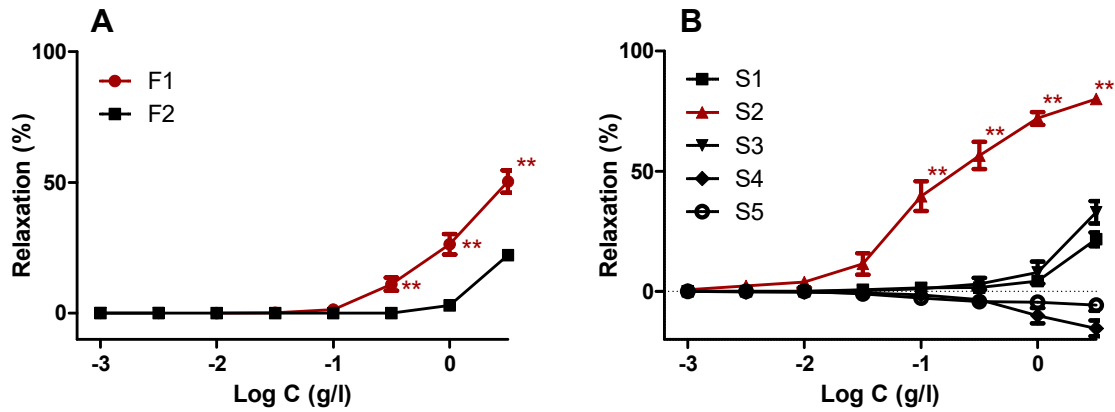 A
100
50
0
Relaxation (%)
F1
F2
**
**
**
-3
-2
-1
0
Log C (g/l)
B
100
50
0
Relaxation (%)
S1
S2
S3
S4
S5
**
**
**
**
-3
-2
-1
0
Log C (g/l)